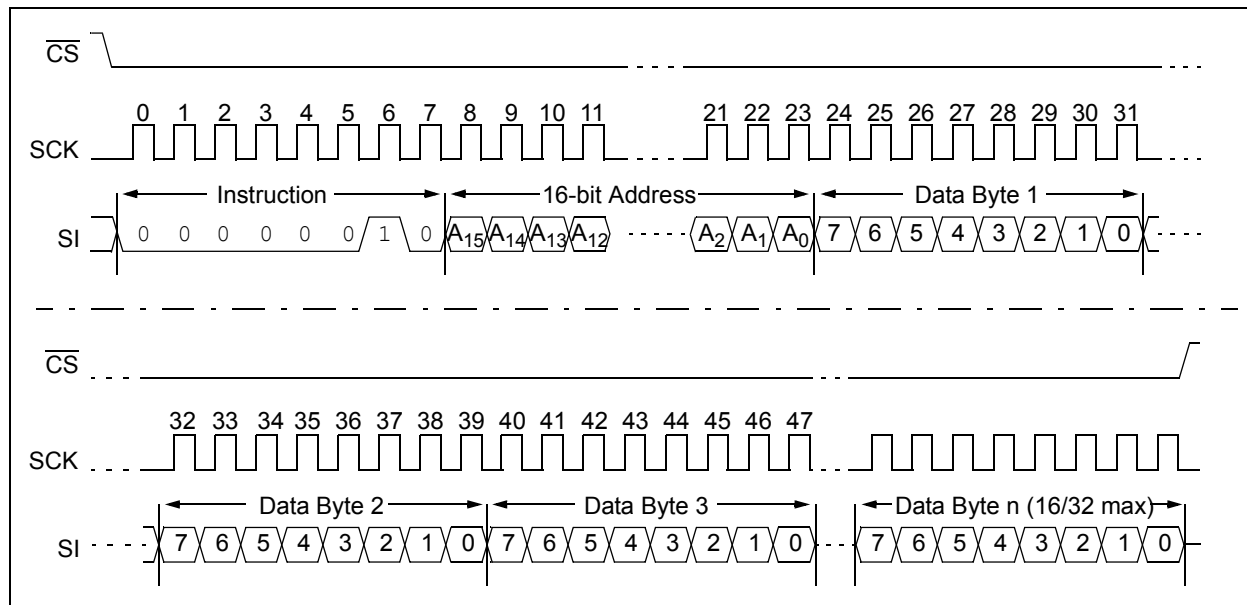 CS
0 1 2 3 4 5 6 7 8 9 10 11 21 22 23 24 25 26 27 28 29 30 31
SCK
Instruction 16-bit Address Data Byte 1
SI 0 0 0 0 0 0 1 0 A15 A14 A13 A12 A2 A1 A0 7 6 5 4 3 2 1 0
CS
32 33 34 35 36 37 38 39 40 41 42 43 44 45 46 47
SCK
Data Byte 2 Data Byte 3 Data Byte n (16/32 max)
SI 7 6 5 4 3 2 1 0 7 6 5 4 3 2 1 0 7 6 5 4 3 2 1 0